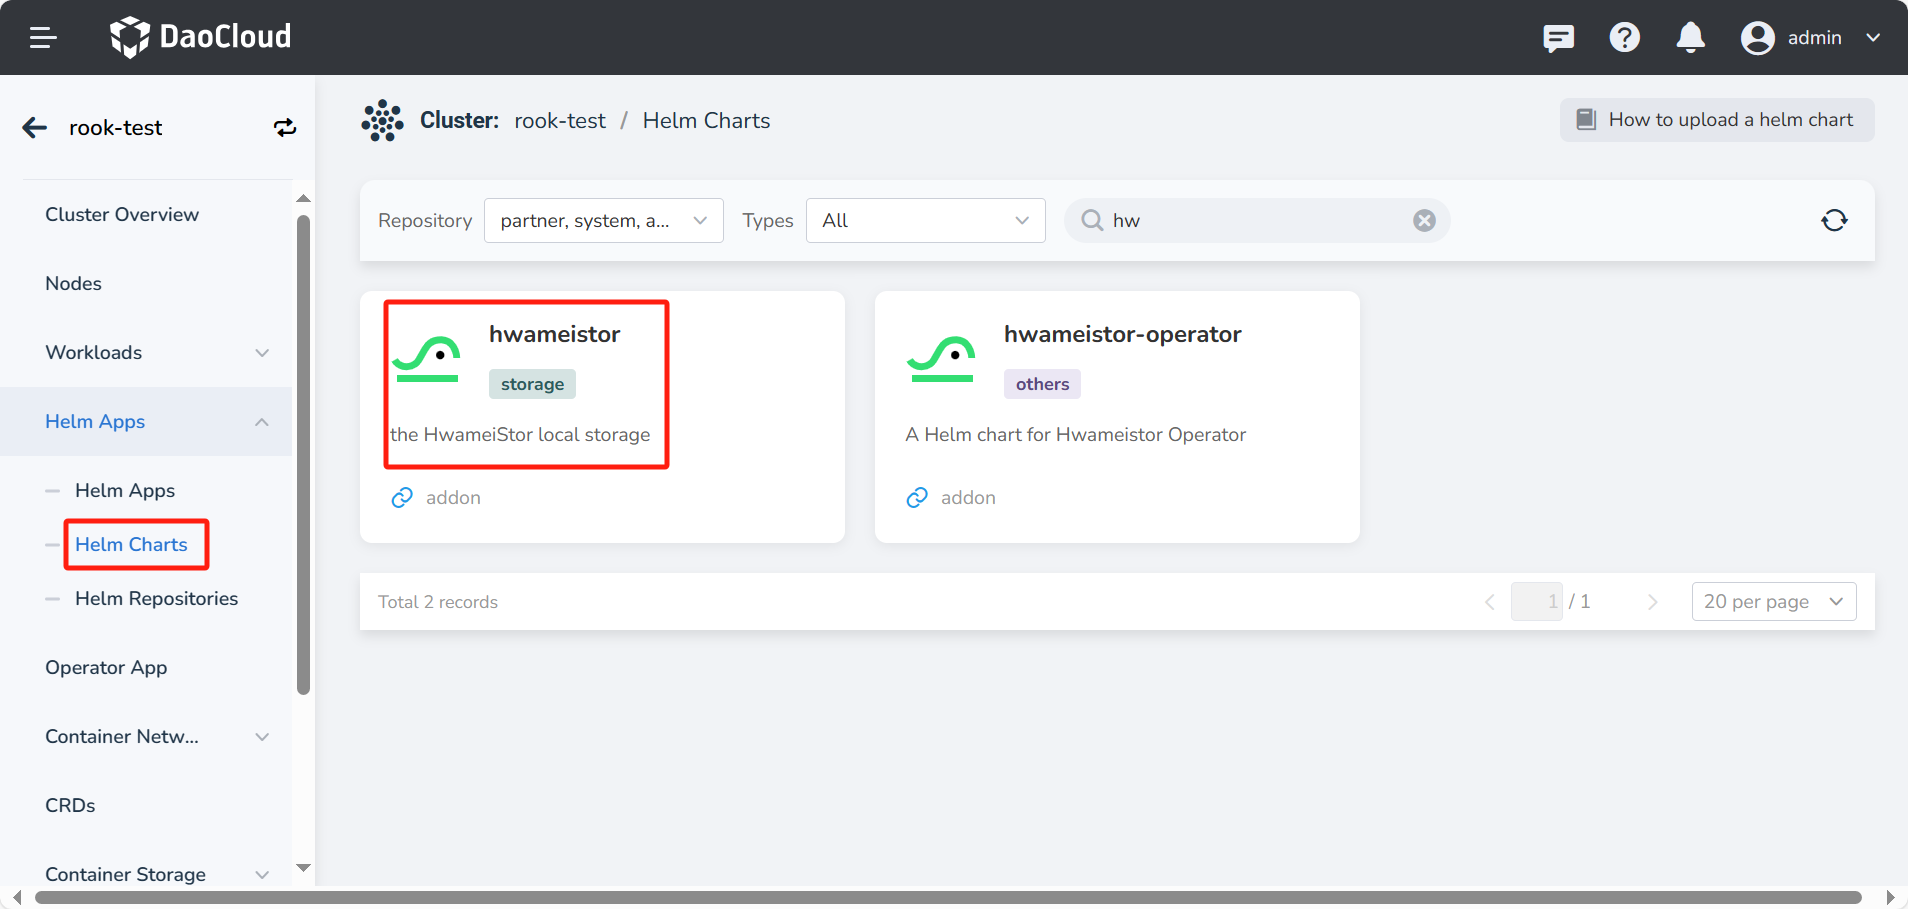 DaoCloud
admin
rook-test
Cluster: rook-test / Helm Charts
How to upload a helm chart
Cluster Overview
Nodes
Workloads
Helm Apps
Helm Apps
Helm Charts
Helm Repositories
Operator App
Container Netw...
CRDs
Container Storage
Repository partner, system, a... Types All hw
hwameistor
storage
the HwameiStor local storage
addon
hwameistor-operator
others
A Helm chart for Hwameistor Operator
addon
Total 2 records
1 / 1
20 per page